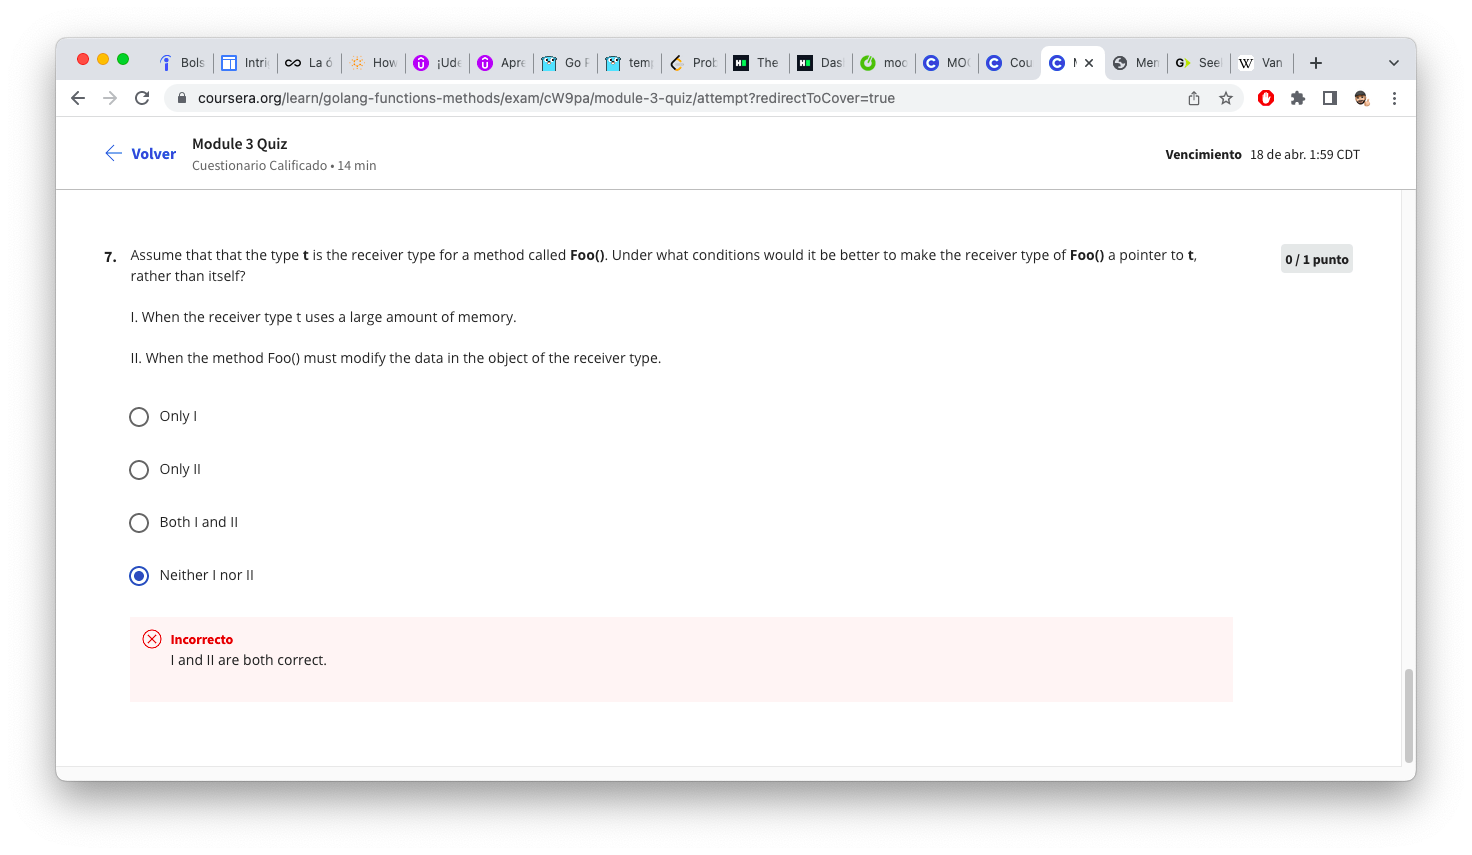 Bols Intri La ó How ¡Ude Apre Go F temp Prob The Das moo MOO Cou Mem See Van
coursera.org/learn/golang-functions-methods/exam/cW9pa/module-3-quiz/attempt?redirectToCover=true
Volver
Module 3 Quiz
Cuestionario Calificado • 14 min
Vencimiento 18 de abr. 1:59 CDT
7. Assume that that the type t is the receiver type for a method called Foo(). Under what conditions would it be better to make the receiver type of Foo() a pointer to t,
rather than itself?
0 / 1 punto
I. When the receiver type t uses a large amount of memory.
II. When the method Foo() must modify the data in the object of the receiver type.
Only I
Only II
Both I and II
Neither I nor II
Incorrecto
I and II are both correct.